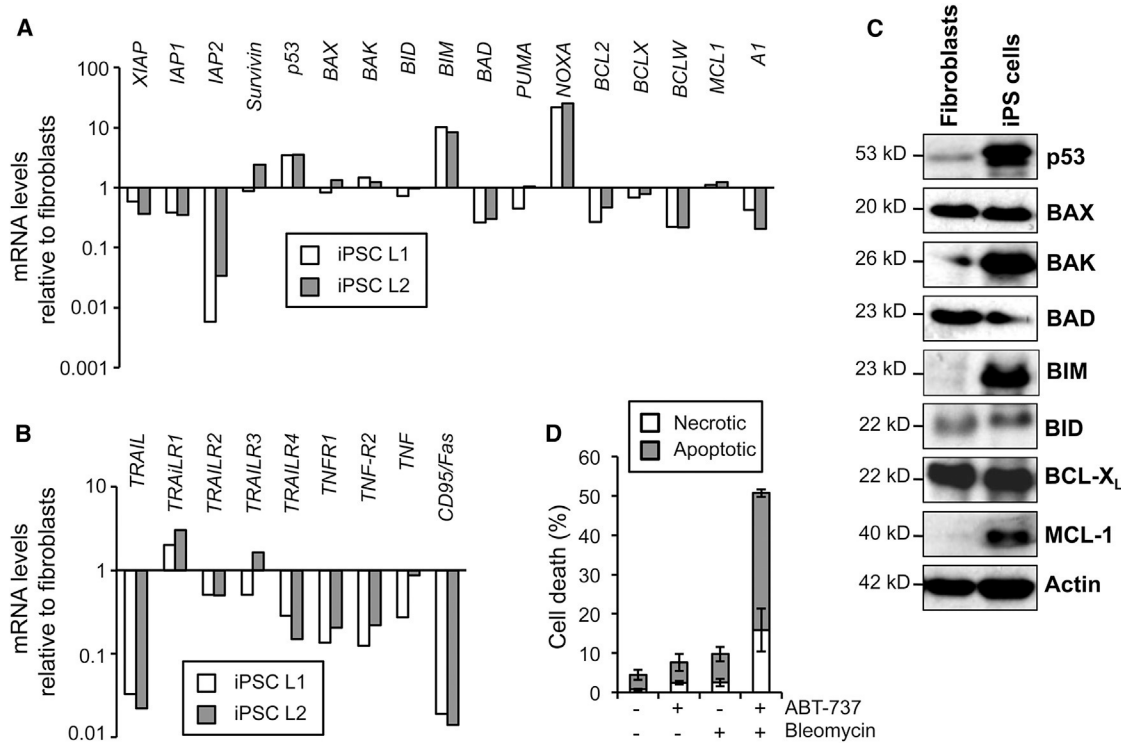 A
XIAP
IAP1
IAP2
Survivin
p53
BAX
BAK
BID
BIM
BAD
PUMA
NOXA
BCL2
BCLX
BCLW
MCL1
A1
mRNA levels
relative to fibroblasts
100
10
1
0.1
0.01
0.001
iPSC L1
iPSC L2
B
TRAIL
TRAiLR1
TRAILR2
TRAILR3
TRAILR4
TNFR1
TNF-R2
TNF
CD95/Fas
mRNA levels
relative to fibroblasts
10
1
0.1
0.01
iPSC L1
iPSC L2
C
Fibroblasts
iPS cells
53 kD p53
20 kD BAX
26 kD BAK
23 kD BAD
23 kD BIM
22 kD BID
22 kD BCL-XL
40 kD MCL-1
42 kD Actin
D
Necrotic
Apoptotic
Cell death (%)
60
50
40
30
20
10
0
- + - + ABT-737
- - + + Bleomycin